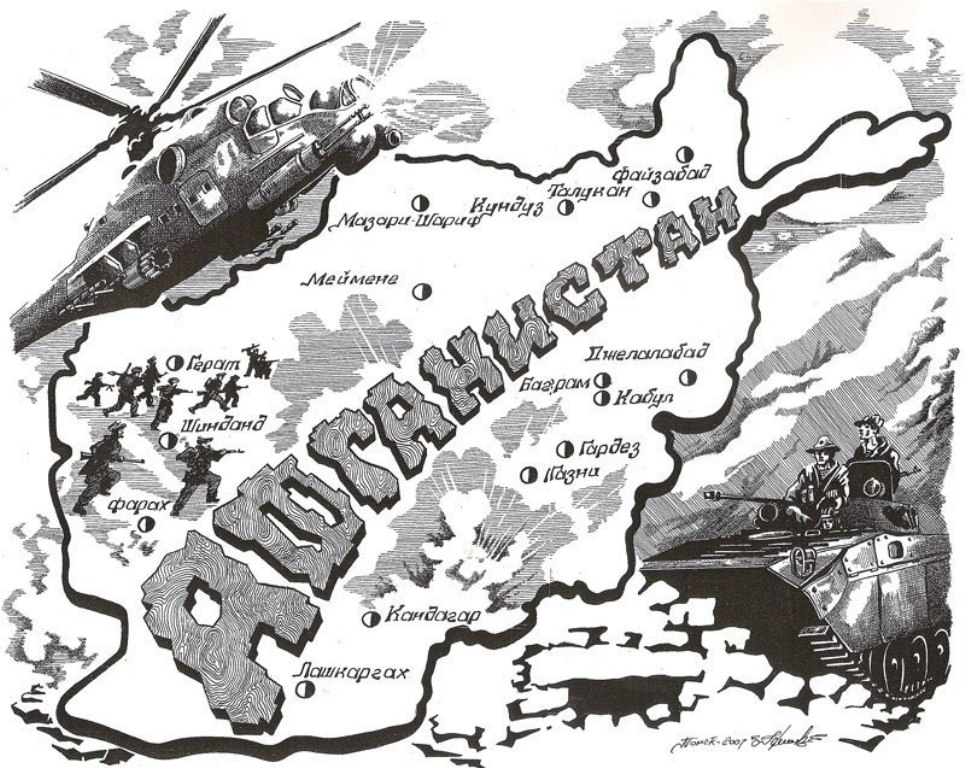 Файзабад
Талукан
Кундуз
Мазари-Шариф
Меймене
АФГАНИСТАН
Джелалабад
Герат
Баграм
Кабул
Шинданд
Гардез
Газни
Фарах
Кандагар
Лашкаргах
Томск-2007